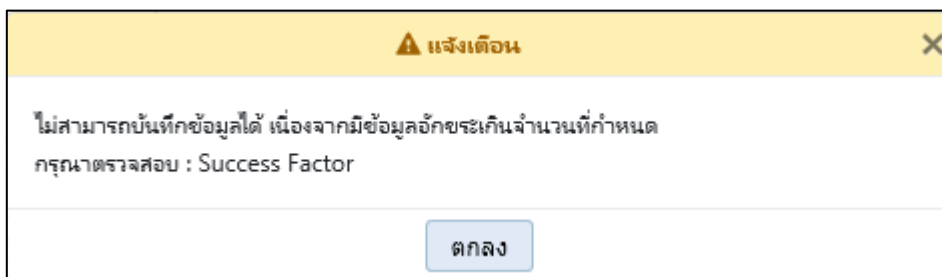 แจ้งเตือน
ไม่สามารถบันทึกข้อมูลได้ เนื่องจากมีข้อมูลอักขระเกินจำนวนที่กำหนด
กรุณาตรวจสอบ : Success Factor
ตกลง